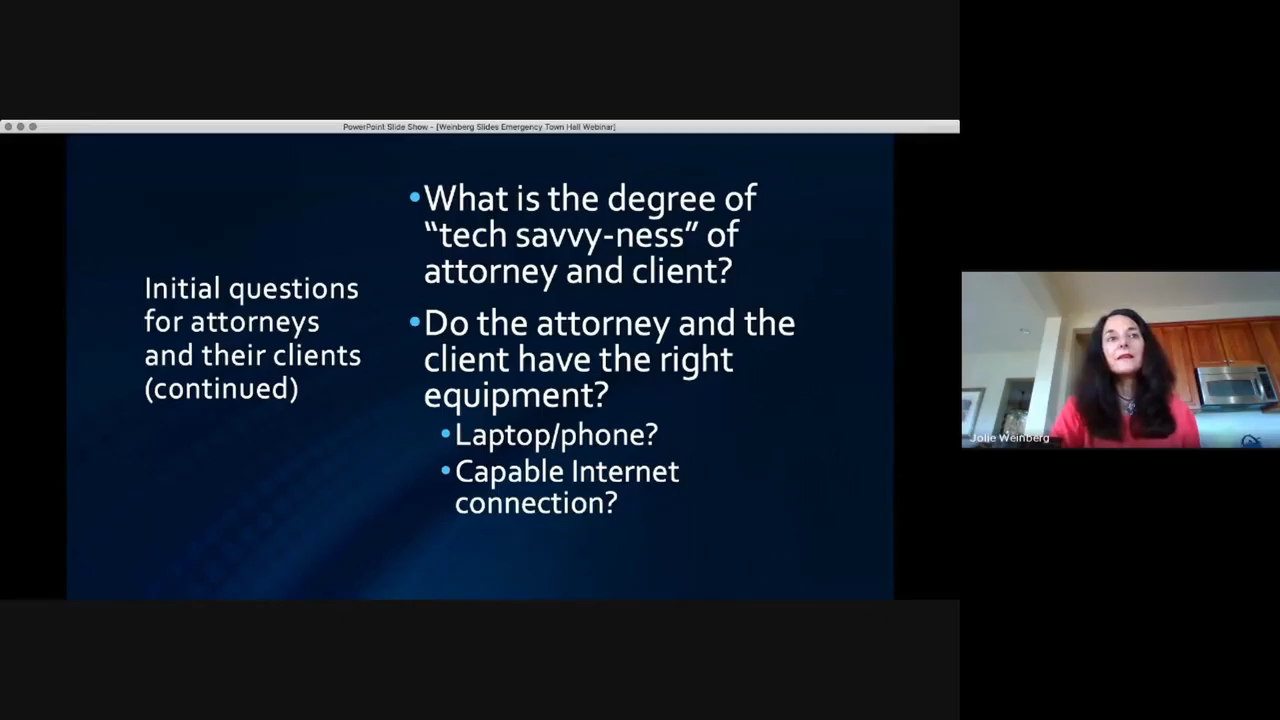 PowerPoint Slide Show - [Weinberg Slides Emergency Town Hall Webinar]
Initial questions
for attorneys
and their clients
(continued)
•What is the degree of
“tech savvy-ness” of
attorney and client?
•Do the attorney and the
client have the right
equipment?
•Laptop/phone?
•Capable Internet
connection?
Jolie Weinberg